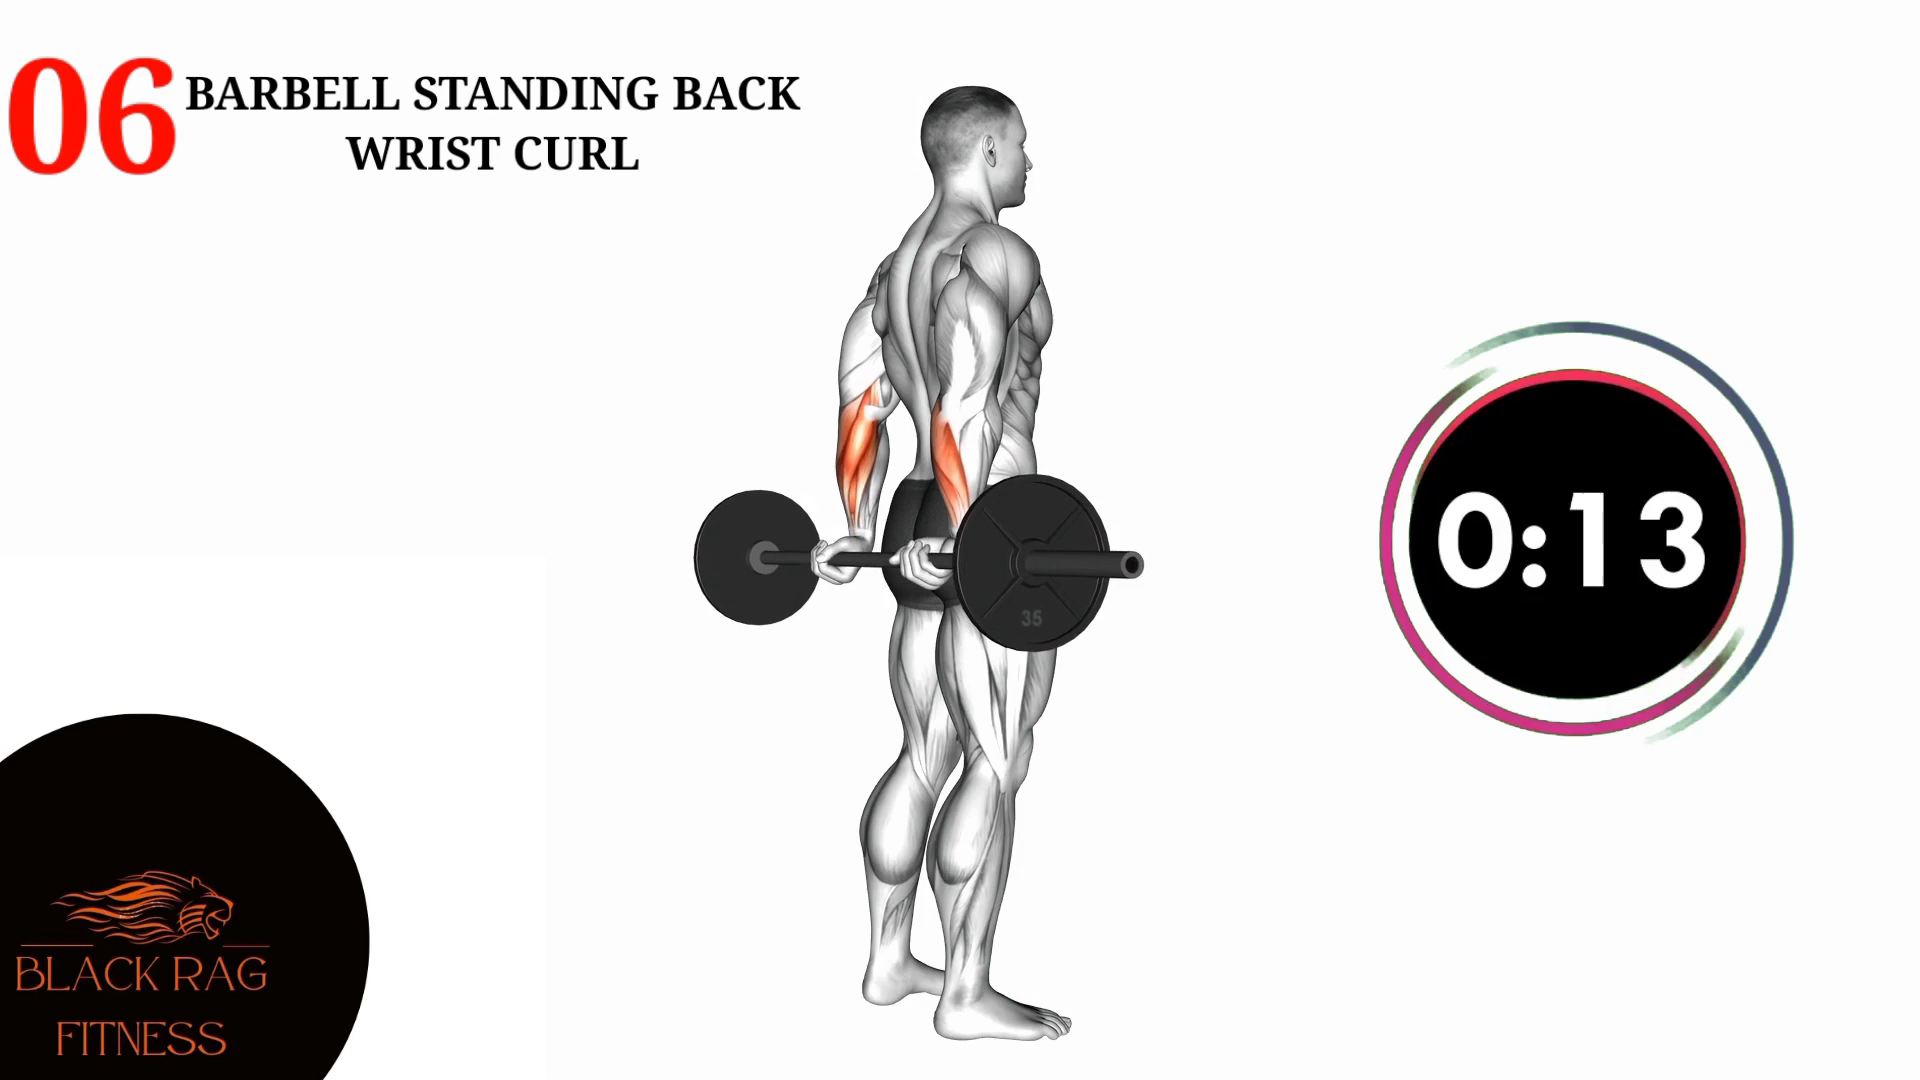 06
BARBELL STANDING BACK
WRIST CURL
0:13
35
BLACK RAG
FITNESS